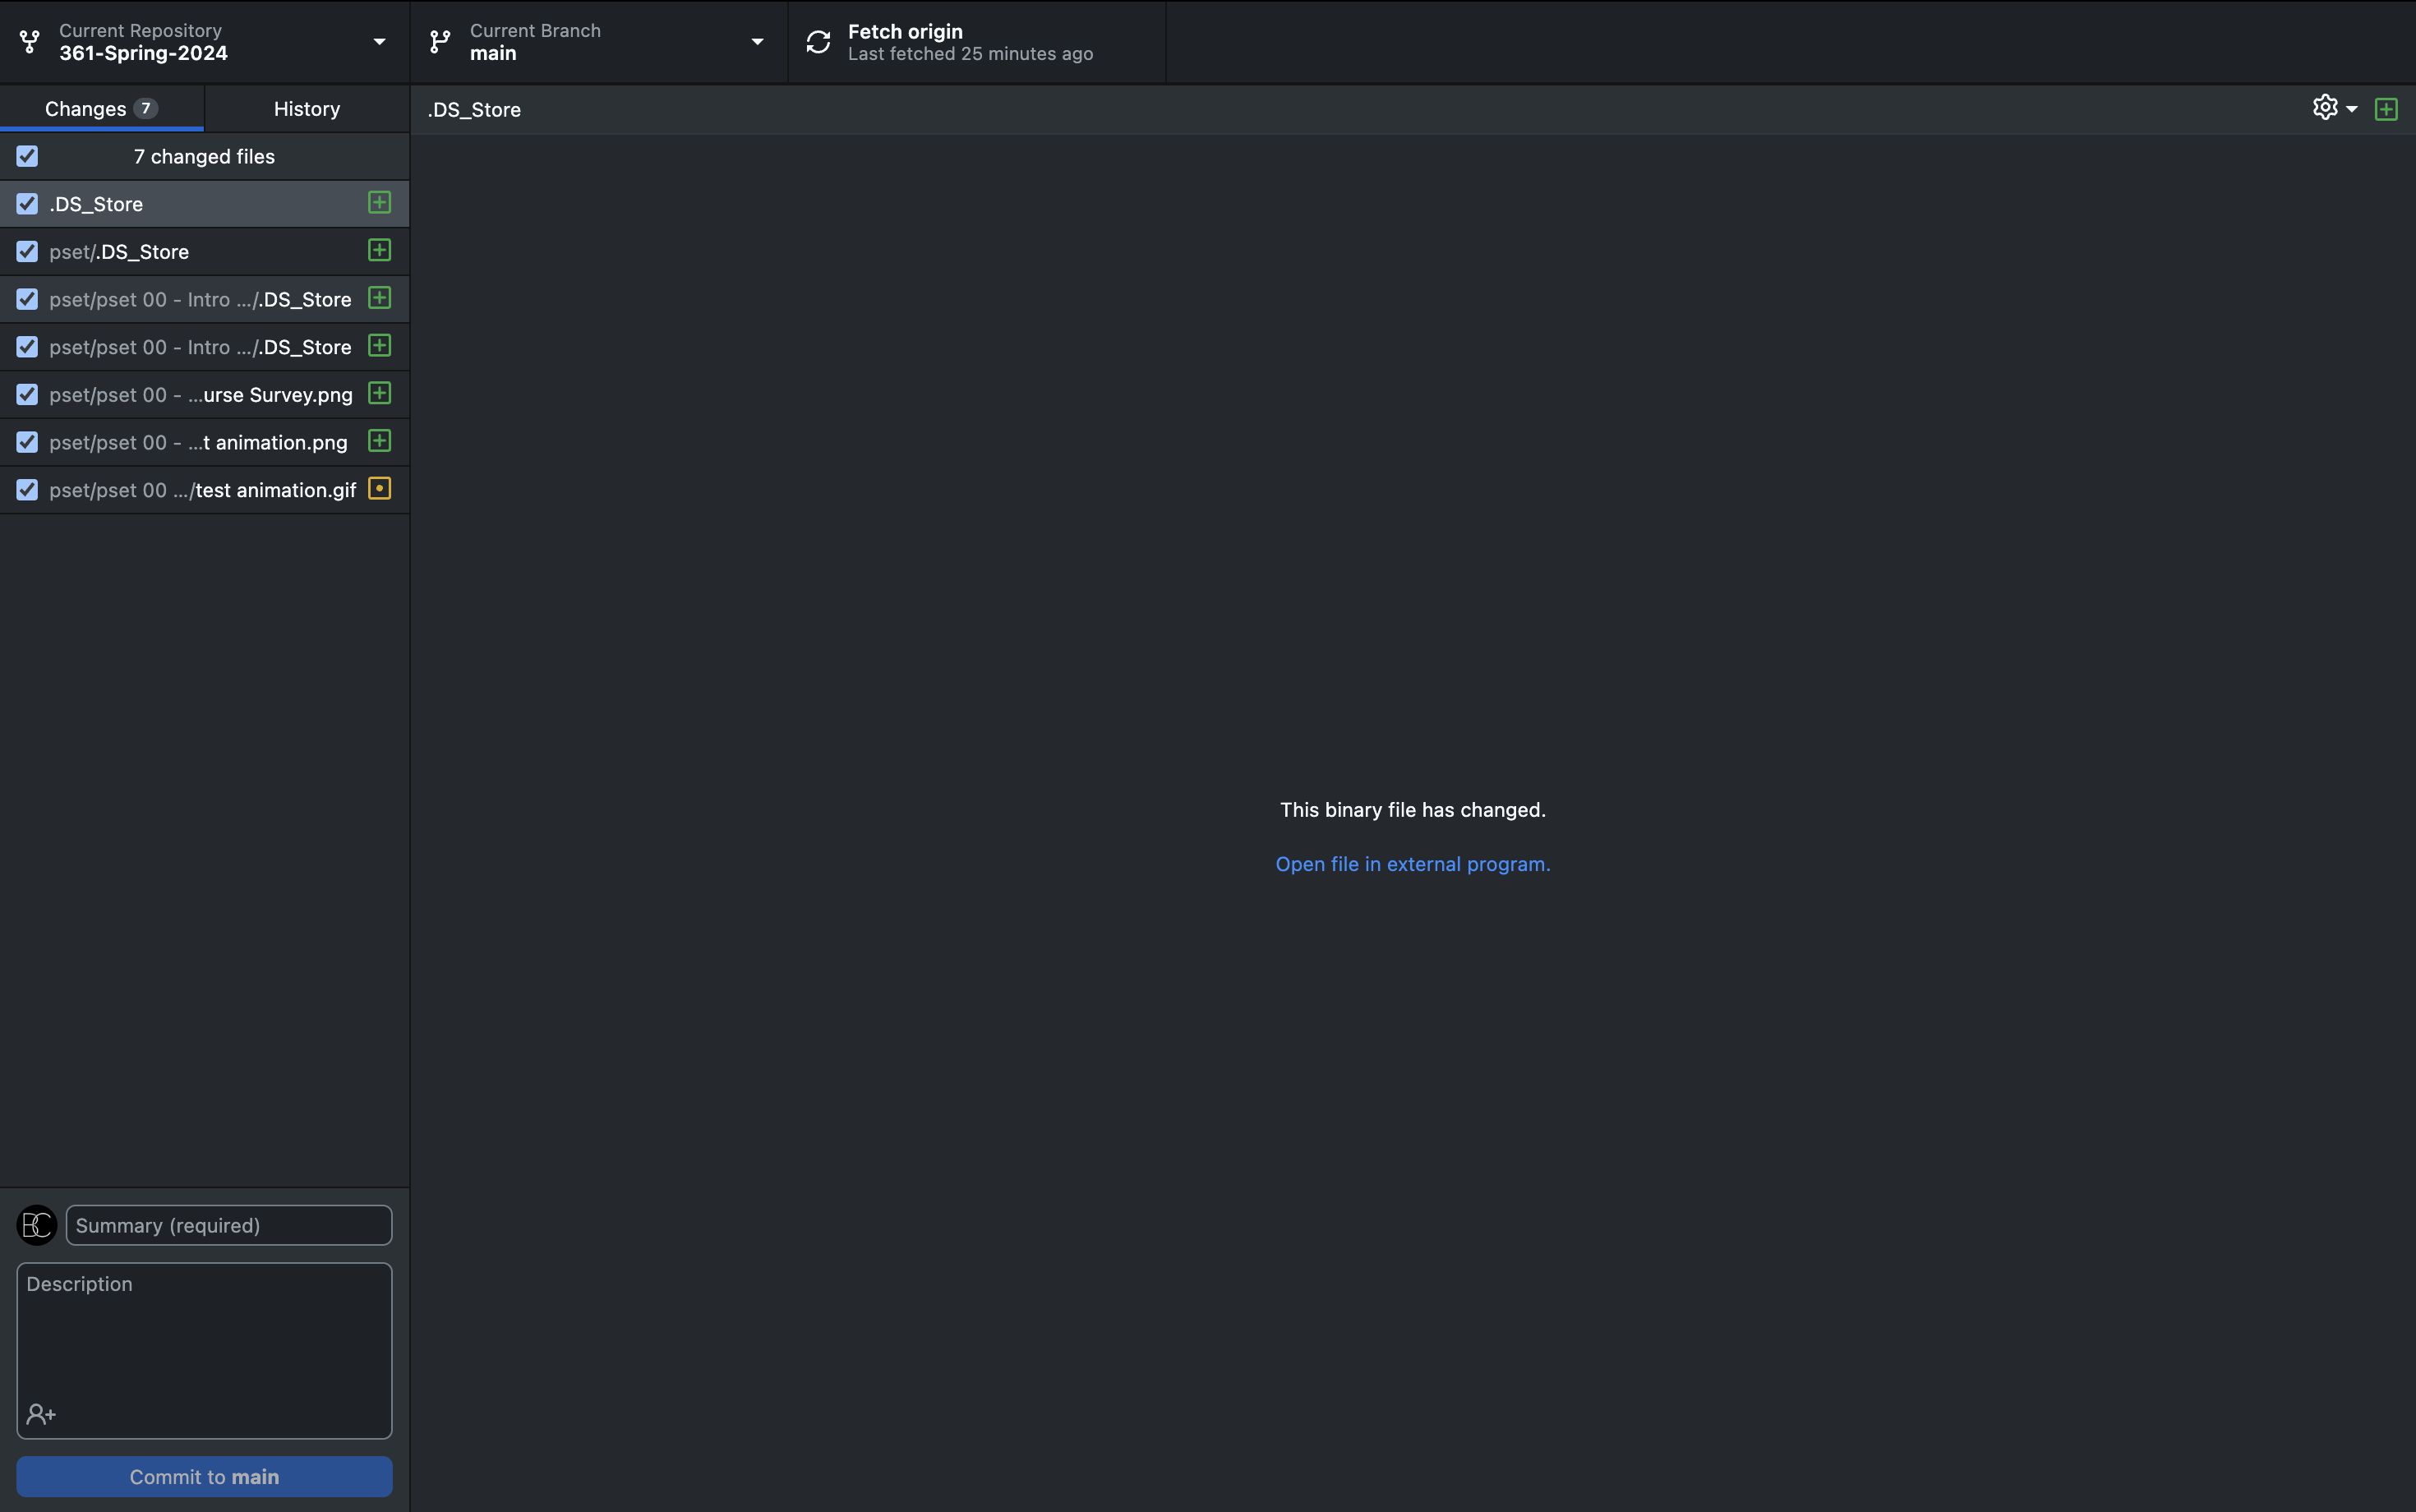 Current Repository
361-Spring-2024
Current Branch
main
Fetch origin
Last fetched 25 minutes ago
Changes 7
History
.DS_Store
7 changed files
.DS_Store
pset/.DS_Store
pset/pset 00 - Intro .../.DS_Store
pset/pset 00 - Intro .../.DS_Store
pset/pset 00 - ...urse Survey.png
pset/pset 00 - ...t animation.png
pset/pset 00 .../test animation.gif
This binary file has changed.
Open file in external program.
BC
Summary (required)
Description
Commit to main